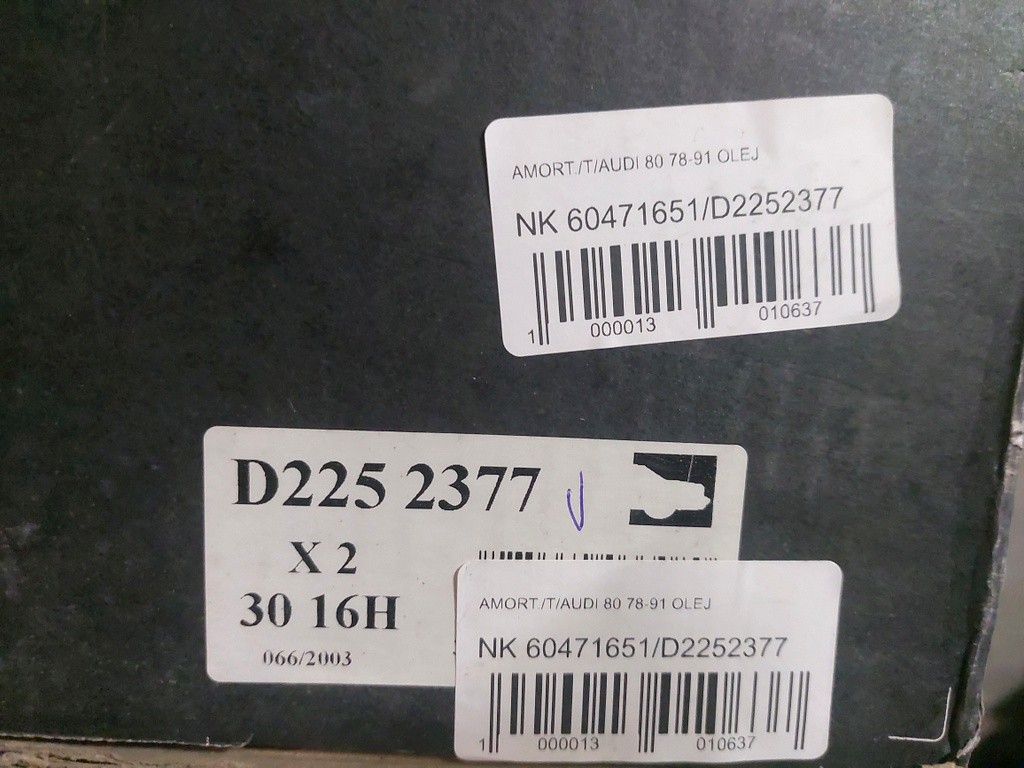 AMORT./T/AUDI 80 78-91 OLEJ
NK 60471651/D2252377
1 000013 010637
D225 2377
X 2
30 16H
066/2003
AMORT./T/AUDI 80 78-91 OLEJ
NK 60471651/D2252377
1 000013 010637